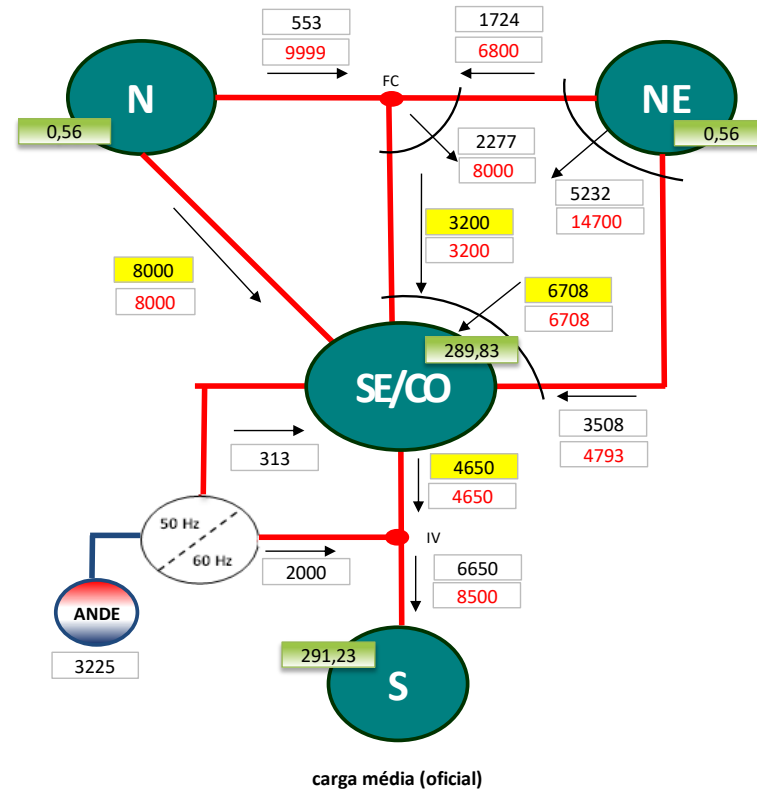 553
9999
1724
6800
FC
N
NE
0,56
0,56
2277
8000
5232
14700
3200
3200
8000
8000
6708
6708
289,83
SE/CO
3508
4793
313
4650
4650
50 Hz
60 Hz
IV
2000
6650
8500
ANDE
3225
291,23
S
carga média (oficial)